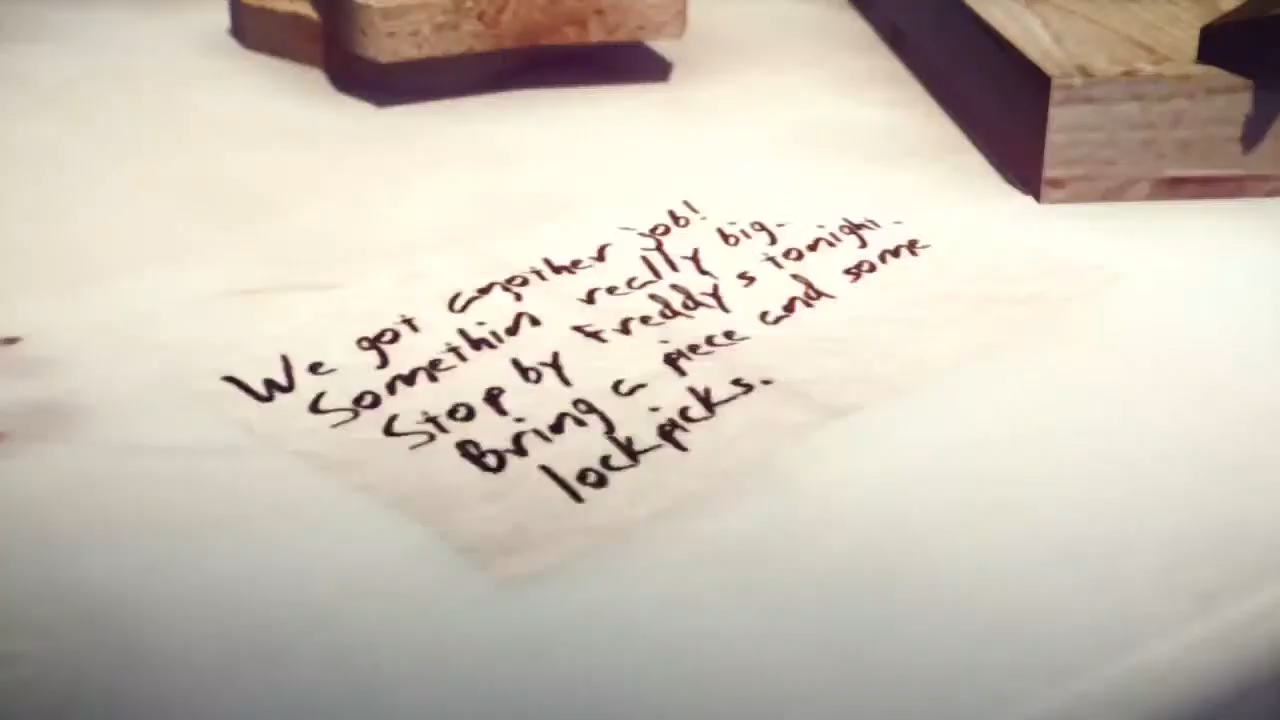 We got another job!
Somethin really big.
Stop by Freddy's tonight.
Bring a piece and some
lockpicks.